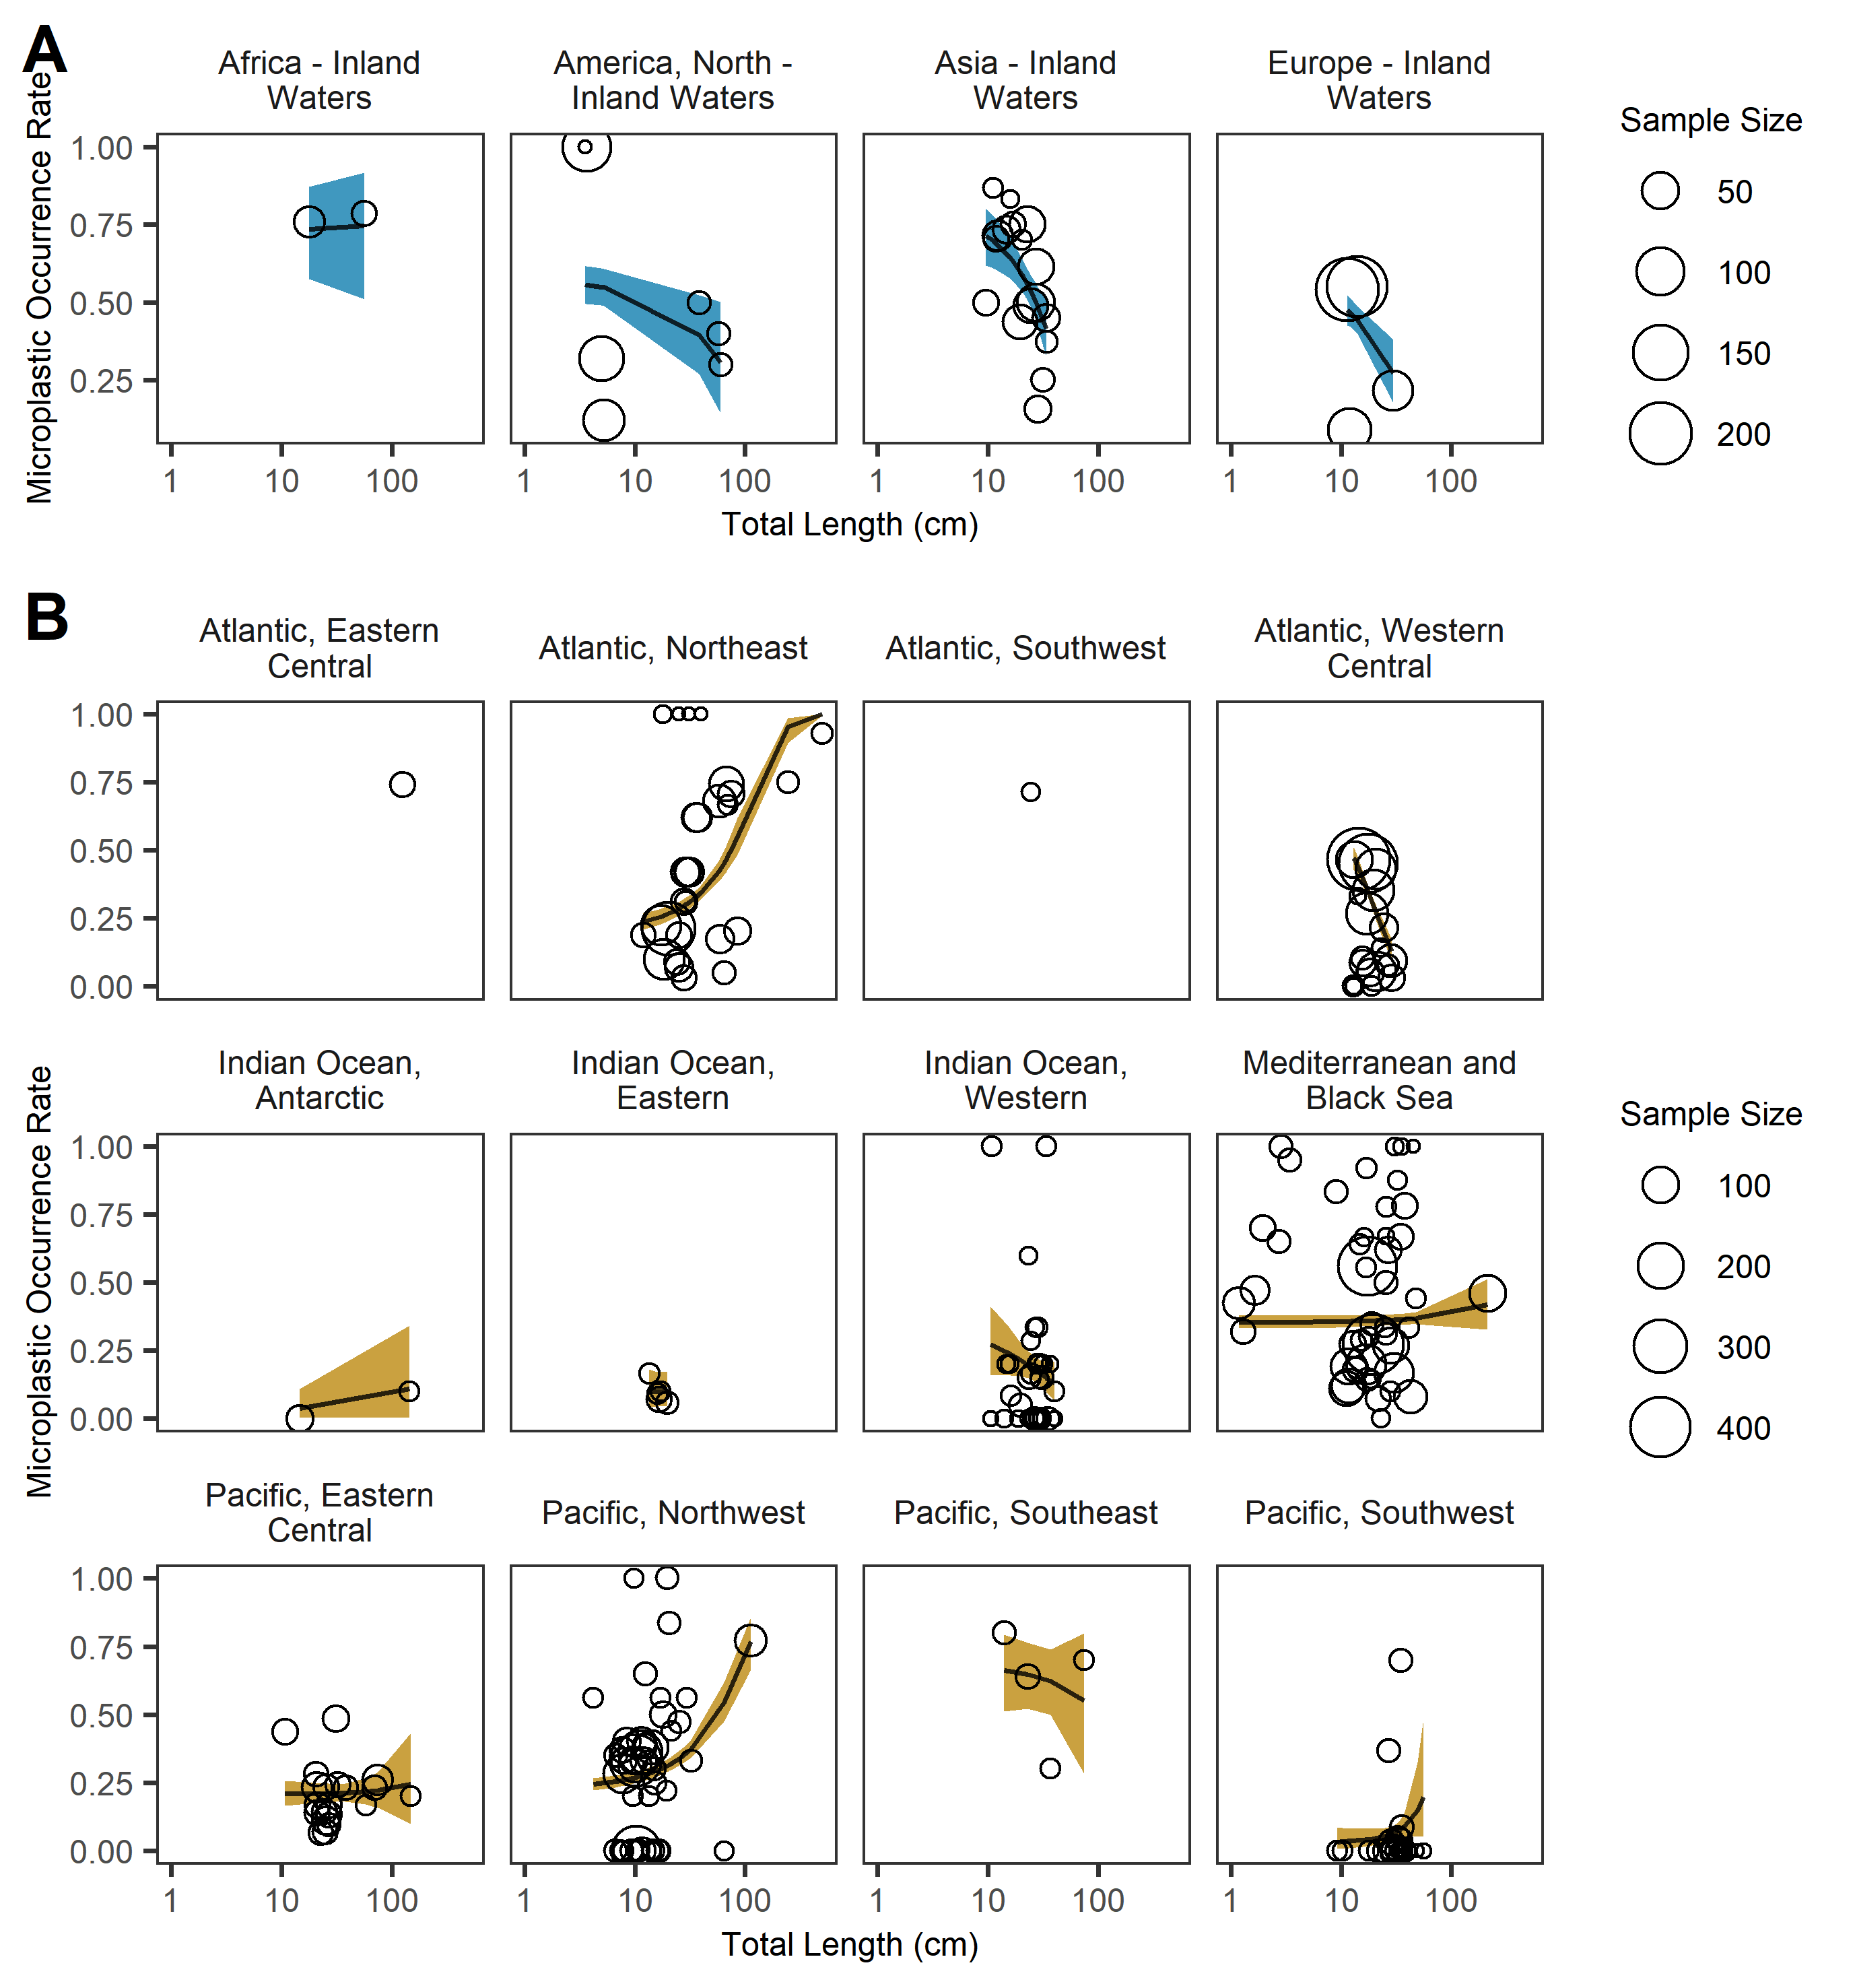 A
Africa - Inland
Waters
America, North -
Inland Waters
Asia - Inland
Waters
Europe - Inland
Waters
Microplastic Occurrence Rate
1.00
0.75
0.50
0.25
1 10 100
1 10 100
1 10 100
1 10 100
Total Length (cm)
Sample Size
50
100
150
200
B
Atlantic, Eastern
Central
Atlantic, Northeast
Atlantic, Southwest
Atlantic, Western
Central
1.00
0.75
0.50
0.25
0.00
Indian Ocean,
Antarctic
Indian Ocean,
Eastern
Indian Ocean,
Western
Mediterranean and
Black Sea
Microplastic Occurrence Rate
1.00
0.75
0.50
0.25
0.00
Sample Size
100
200
300
400
Pacific, Eastern
Central
Pacific, Northwest
Pacific, Southeast
Pacific, Southwest
1.00
0.75
0.50
0.25
0.00
1 10 100
1 10 100
1 10 100
1 10 100
Total Length (cm)